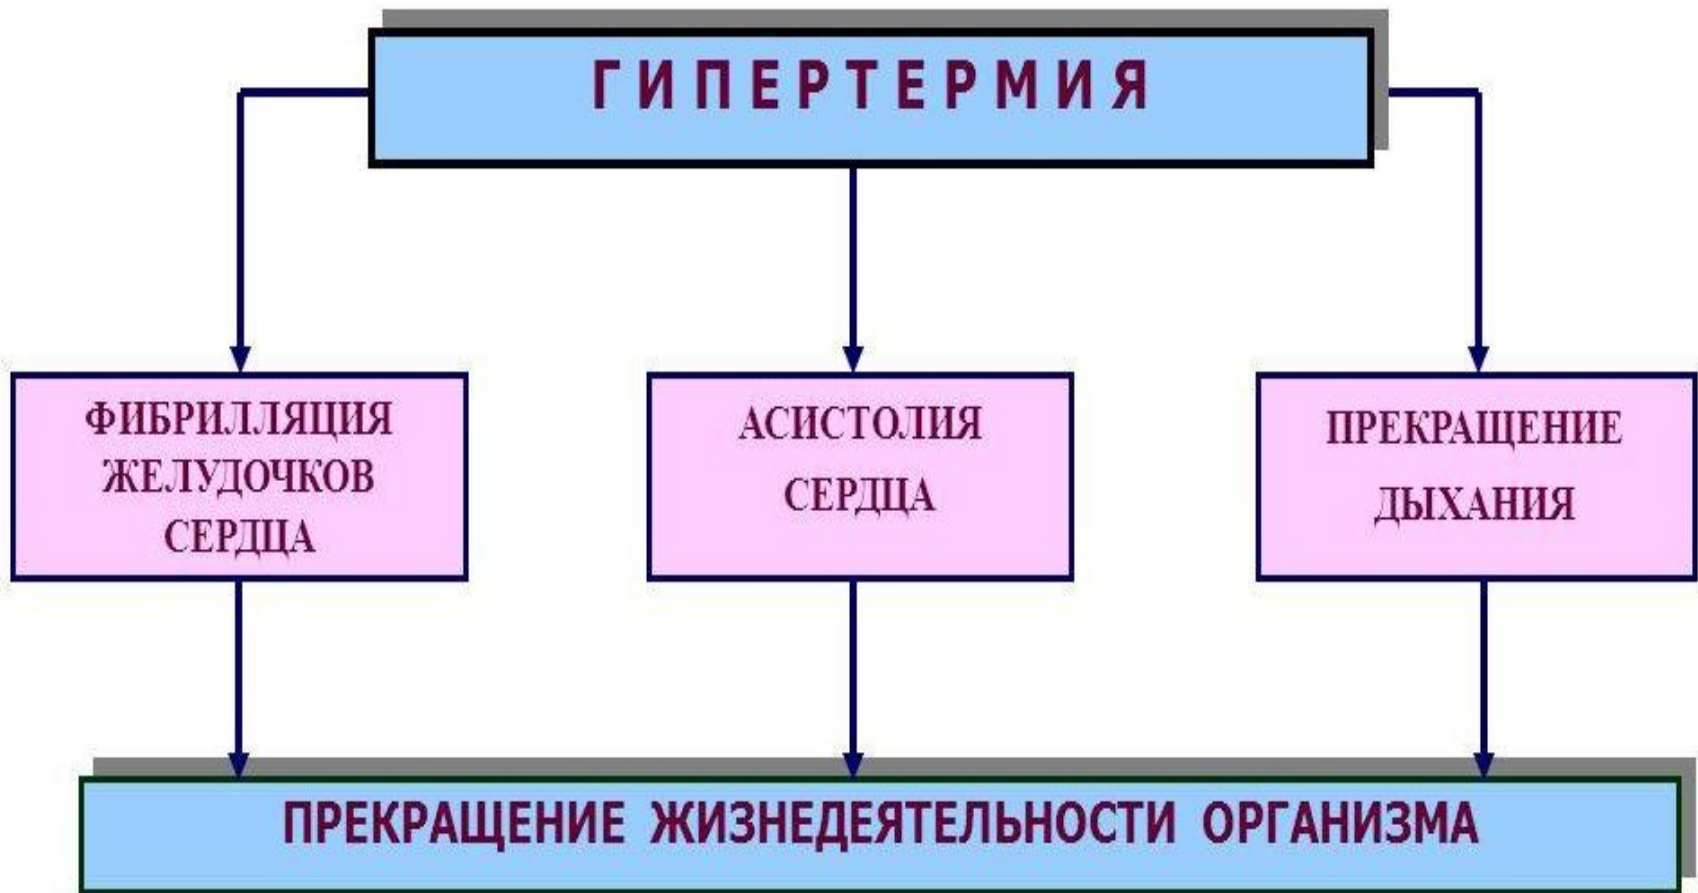 ГИПЕРТЕРМИЯ
ФИБРИЛЛЯЦИЯ
ЖЕЛУДОЧКОВ
СЕРДЦА
АСИСТОЛИЯ
СЕРДЦА
ПРЕКРАЩЕНИЕ
ДЫХАНИЯ
ПРЕКРАЩЕНИЕ ЖИЗНЕДЕЯТЕЛЬНОСТИ ОРГАНИЗМА